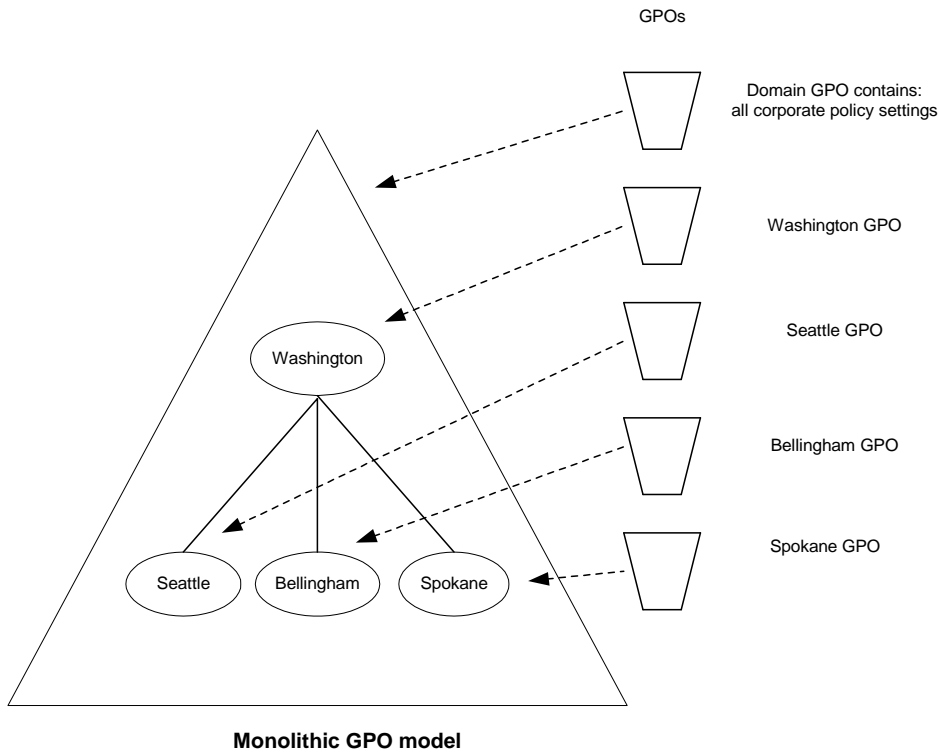 GPOs
Domain GPO contains:
all corporate policy settings
Washington GPO
Seattle GPO
Bellingham GPO
Spokane GPO
Washington
Seattle
Bellingham
Spokane
Monolithic GPO model